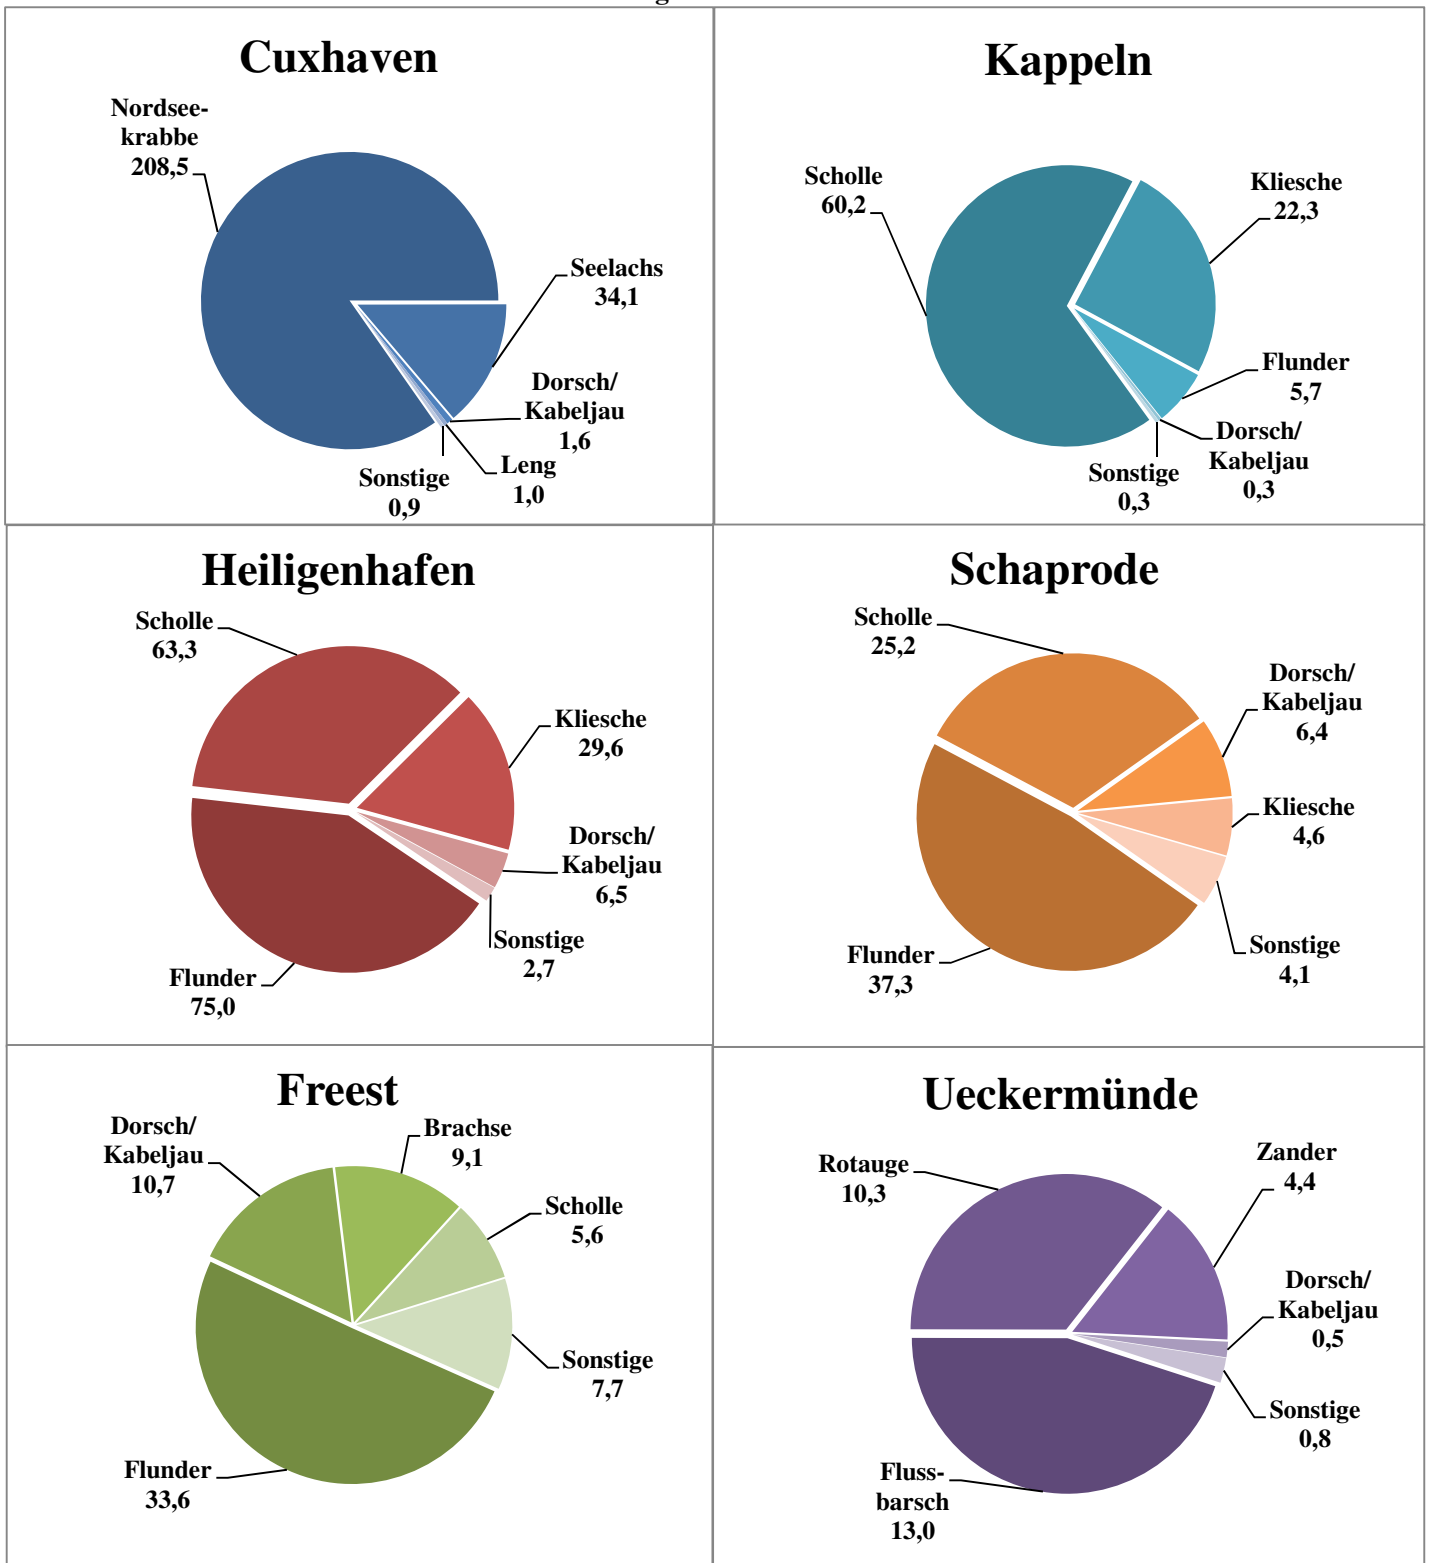 Cuxhaven
Nordsee-
krabbe
208,5
Seelachs
34,1
Dorsch/
Kabeljau
1,6
Leng
1,0
Sonstige
0,9
Kappeln
Scholle
60,2
Kliesche
22,3
Flunder
5,7
Dorsch/
Kabeljau
0,3
Sonstige
0,3
Heiligenhafen
Scholle
63,3
Kliesche
29,6
Dorsch/
Kabeljau
6,5
Sonstige
2,7
Flunder
75,0
Schaprode
Scholle
25,2
Dorsch/
Kabeljau
6,4
Kliesche
4,6
Sonstige
4,1
Flunder
37,3
Freest
Dorsch/
Kabeljau
10,7
Brachse
9,1
Scholle
5,6
Sonstige
7,7
Flunder
33,6
Ueckermünde
Rotauge
10,3
Zander
4,4
Dorsch/
Kabeljau
0,5
Sonstige
0,8
Fluss-
barsch
13,0